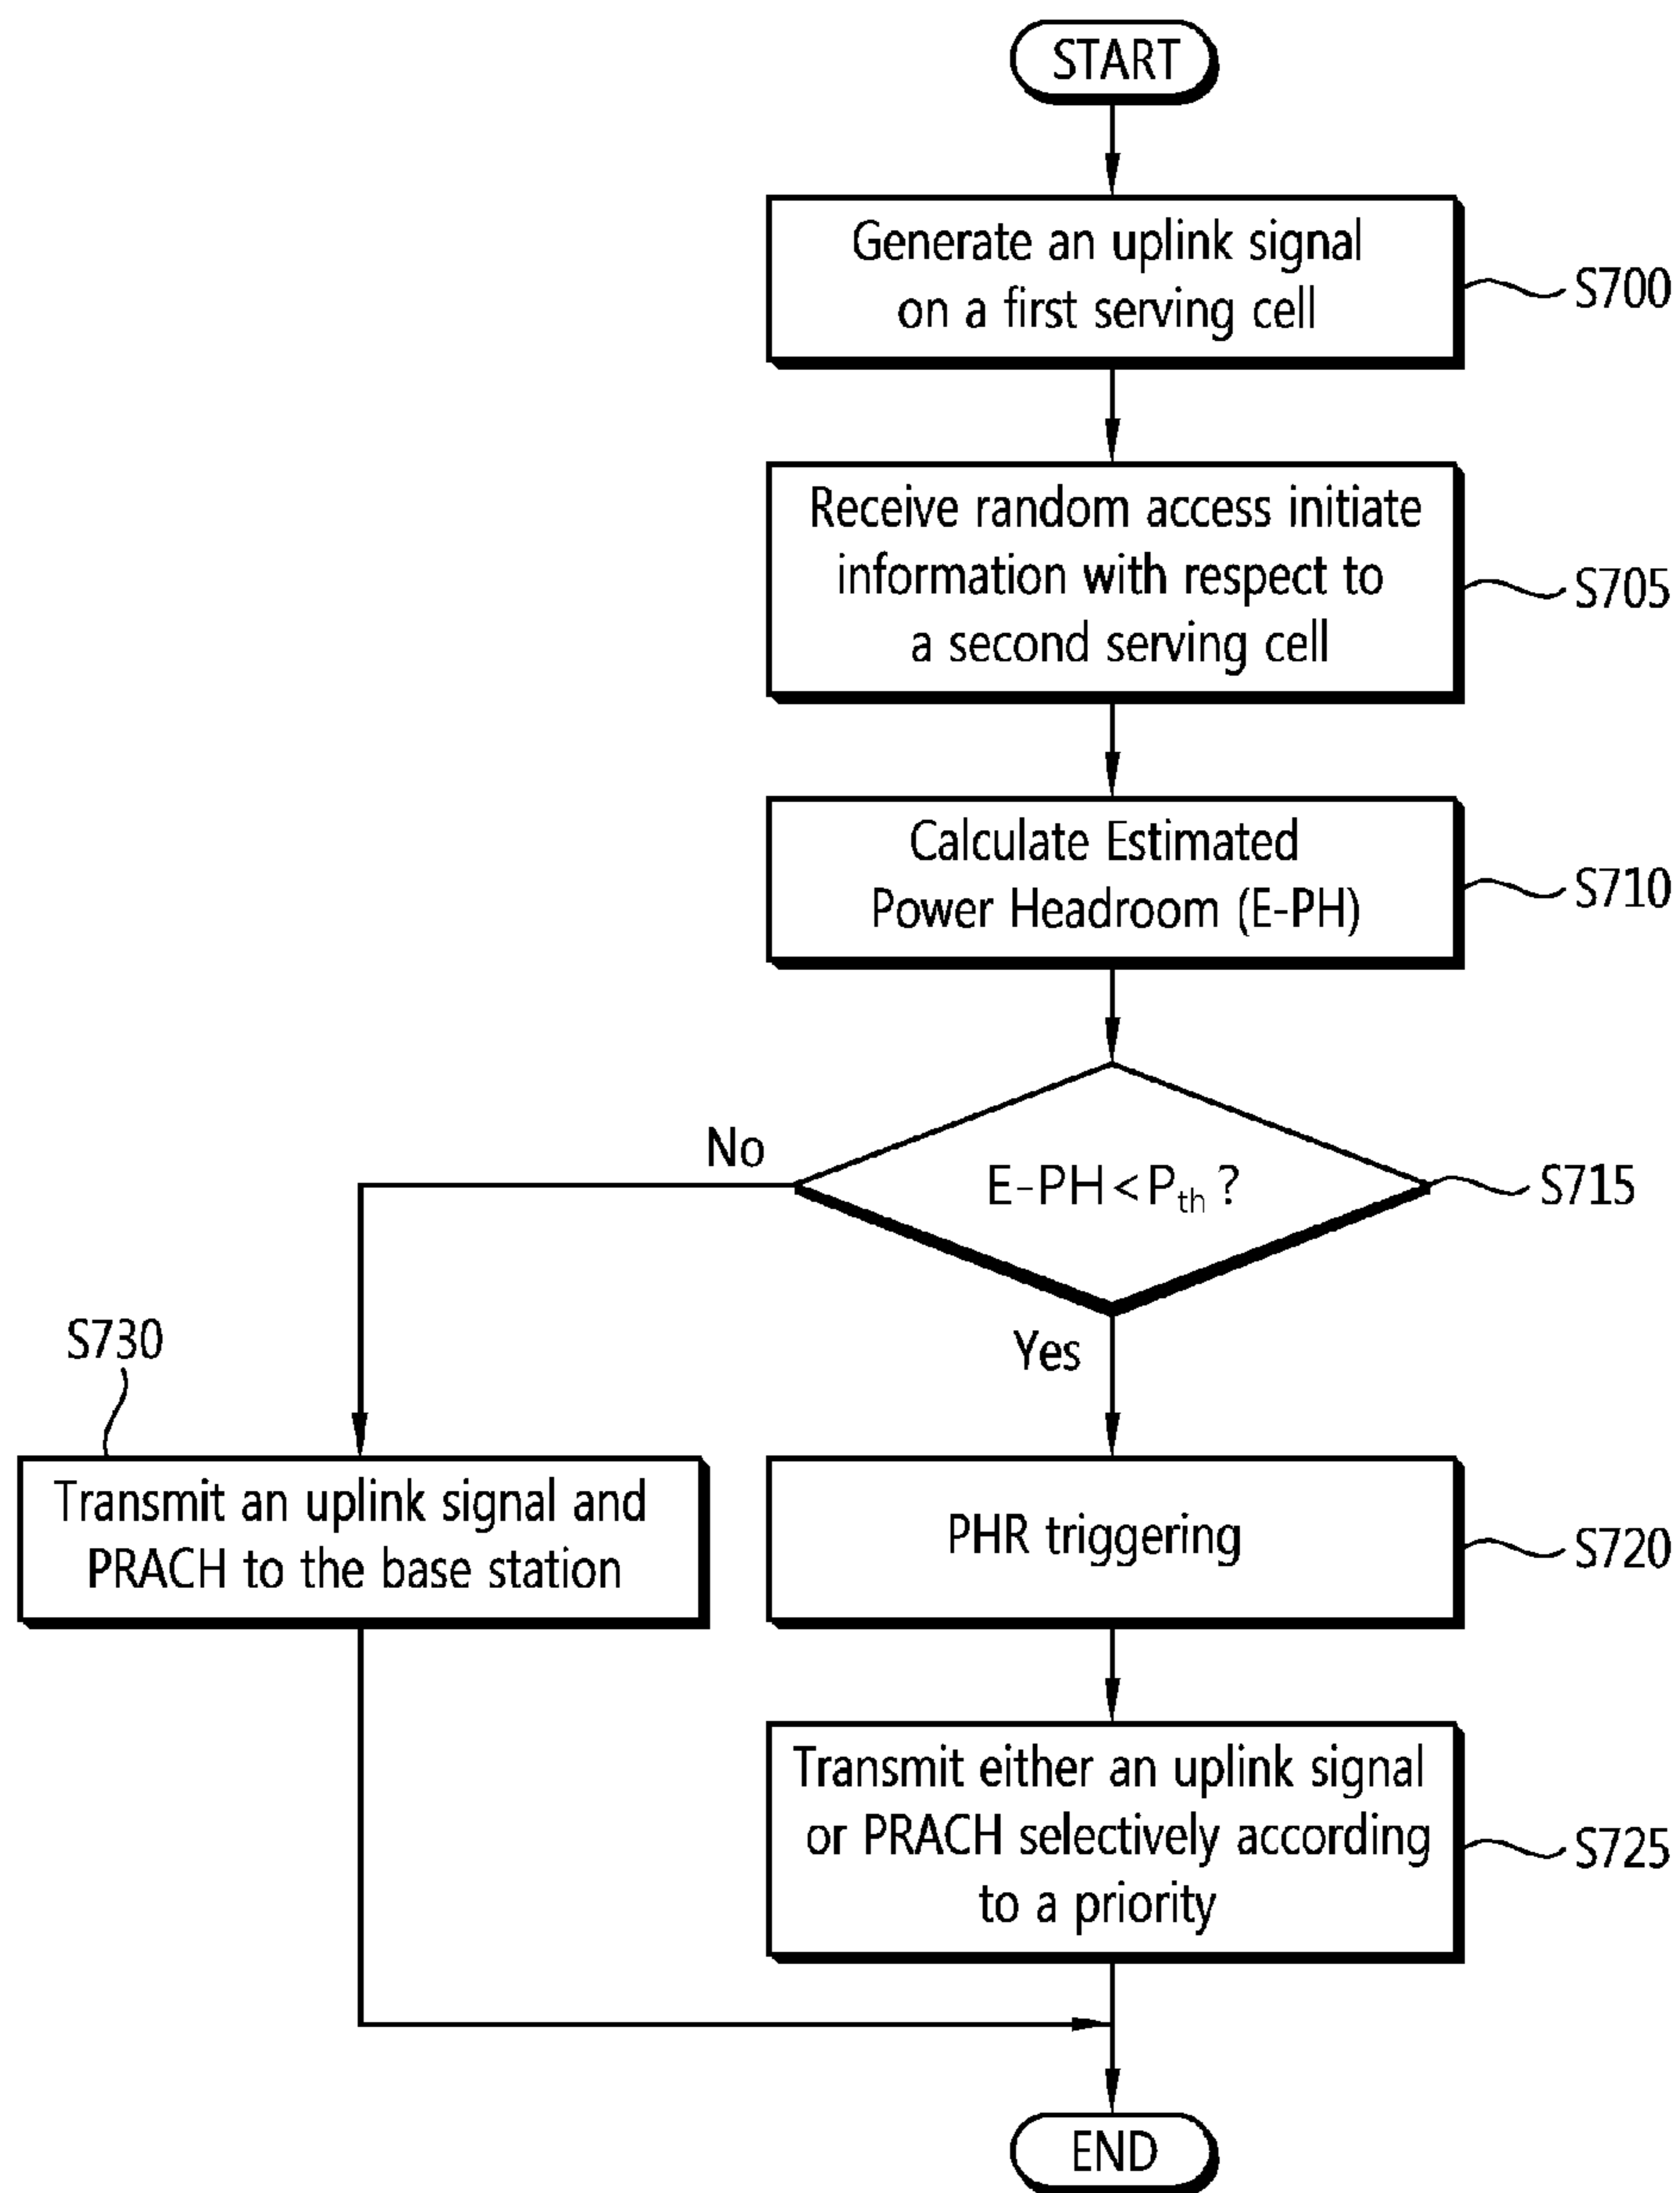 START
Generate an uplink signal
on a first serving cell
S700
Receive random access initiate
information with respect to
a second serving cell
S705
Calculate Estimated
Power Headroom (E-PH)
S710
E-PH<Pth ?
S715
No
Yes
S730
Transmit an uplink signal and
PRACH to the base station
PHR triggering
S720
Transmit either an uplink signal
or PRACH selectively according
to a priority
S725
END